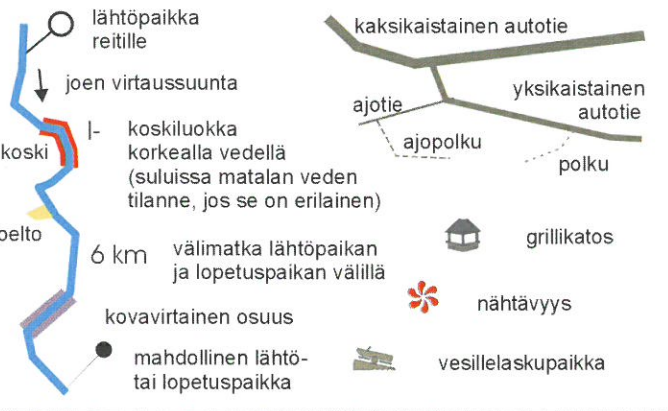 lähtöpaikka
reitille
joen virtaussuunta
koski
I-
koskiluokka
korkealla vedellä
(suluissa matalan veden
tilanne, jos se on erilainen)
6 km
välimatka lähtöpaikan
ja lopetuspaikan välillä
kovavirtainen osuus
mahdollinen lähtö-
tai lopetuspaikka
kaksikaistainen autotie
yksikaistainen
autotie
ajotie
ajopolku
polku
grillikatos
nähtävyys
vesillelaskupaikka